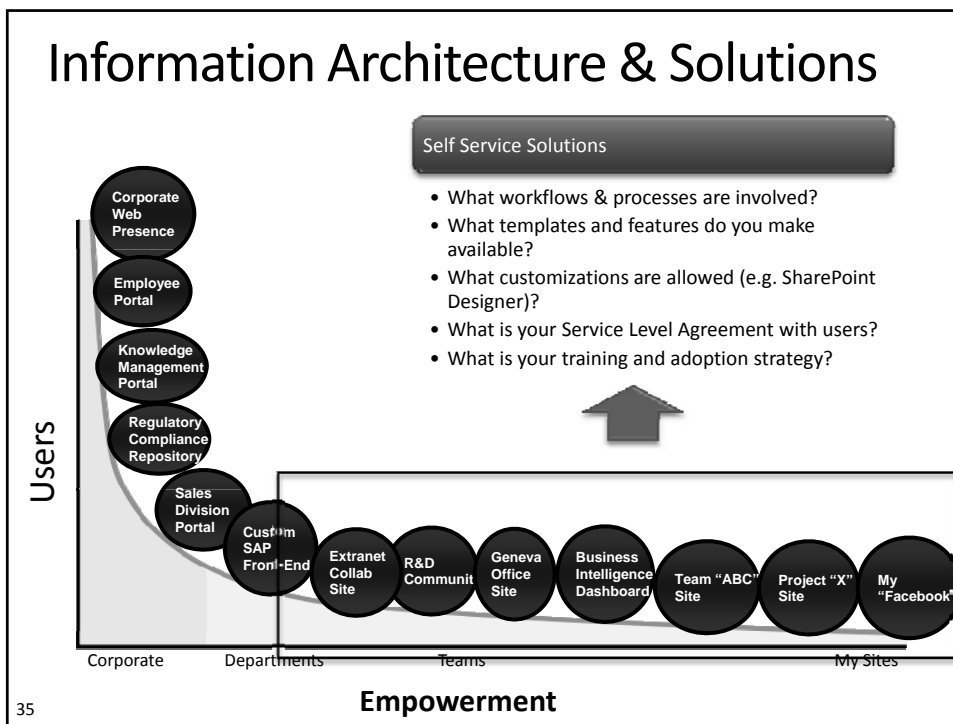 Information Architecture & Solutions
Self Service Solutions
• What workflows & processes are involved?
• What templates and features do you make
available?
• What customizations are allowed (e.g. SharePoint
Designer)?
• What is your Service Level Agreement with users?
• What is your training and adoption strategy?
Users
Corporate
Web
Presence
Employee
Portal
Knowledge
Management
Portal
Regulatory
Compliance
Repository
Sales
Division
Portal
Custom
SAP
Front-End
Extranet
Collab
Site
R&D
Communit
Geneva
Office
Site
Business
Intelligence
Dashboard
Team “ABC”
Site
Project “X”
Site
My
“Facebook”
Corporate
Departments
Teams
My Sites
Empowerment
35